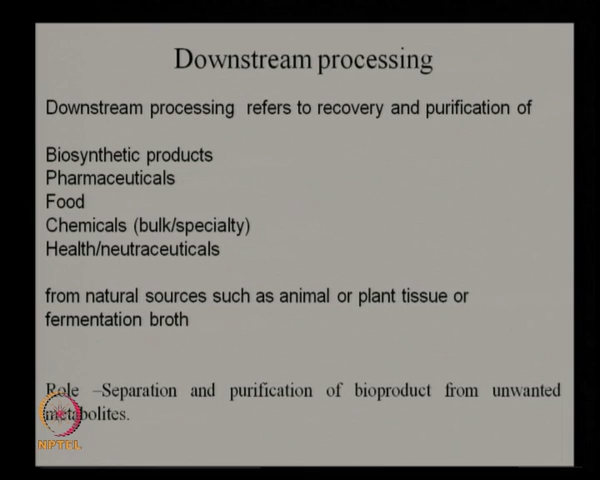 Downstream processing
Downstream processing refers to recovery and purification of
Biosynthetic products
Pharmaceuticals
Food
Chemicals (bulk/specialty)
Health/neutraceuticals
from natural sources such as animal or plant tissue or
fermentation broth
Role –Separation and purification of bioproduct from unwanted
metabolites.
NPTEL